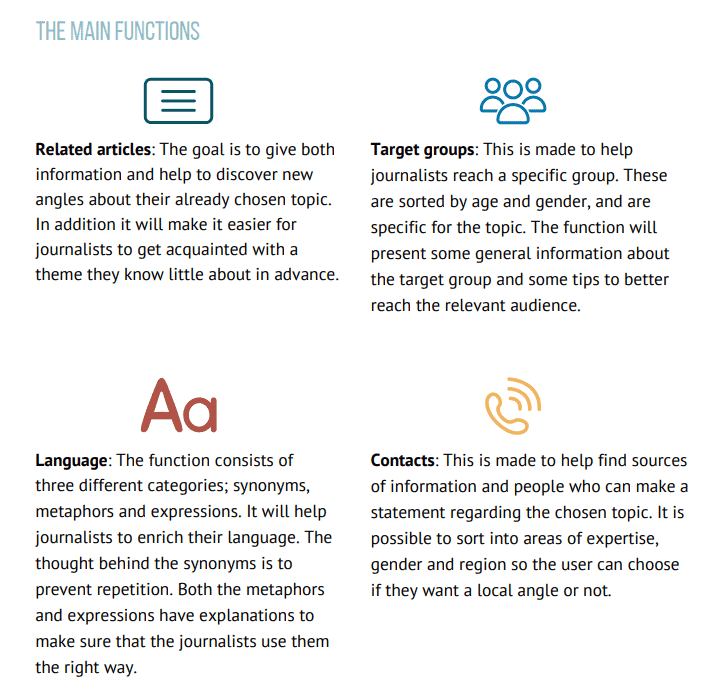 THE MAIN FUNCTIONS
Related articles: The goal is to give both
information and help to discover new
angles about their already chosen topic.
In addition it will make it easier for
journalists to get acquainted with a
theme they know little about in advance.
Target groups: This is made to help
journalists reach a specific group. These
are sorted by age and gender, and are
specific for the topic. The function will
present some general information about
the target group and some tips to better
reach the relevant audience.
Aa
Language: The function consists of
three different categories; synonyms,
metaphors and expressions. It will help
journalists to enrich their language. The
thought behind the synonyms is to
prevent repetition. Both the metaphors
and expressions have explanations to
make sure that the journalists use them
the right way.
Contacts: This is made to help find sources
of information and people who can make a
statement regarding the chosen topic. It is
possible to sort into areas of expertise,
gender and region so the user can choose
if they want a local angle or not.